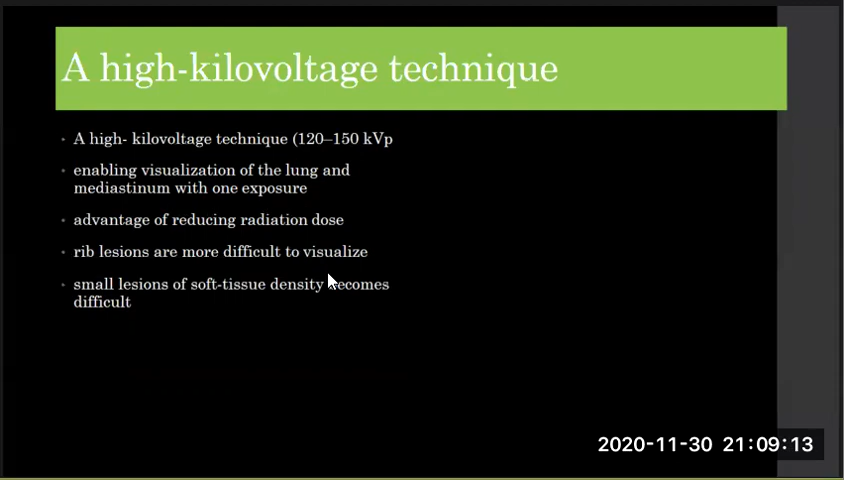 A high-kilovoltage technique
• A high- kilovoltage technique (120–150 kVp
• enabling visualization of the lung and
mediastinum with one exposure
• advantage of reducing radiation dose
• rib lesions are more difficult to visualize
• small lesions of soft-tissue density becomes
difficult
2020-11-30 21:09:13